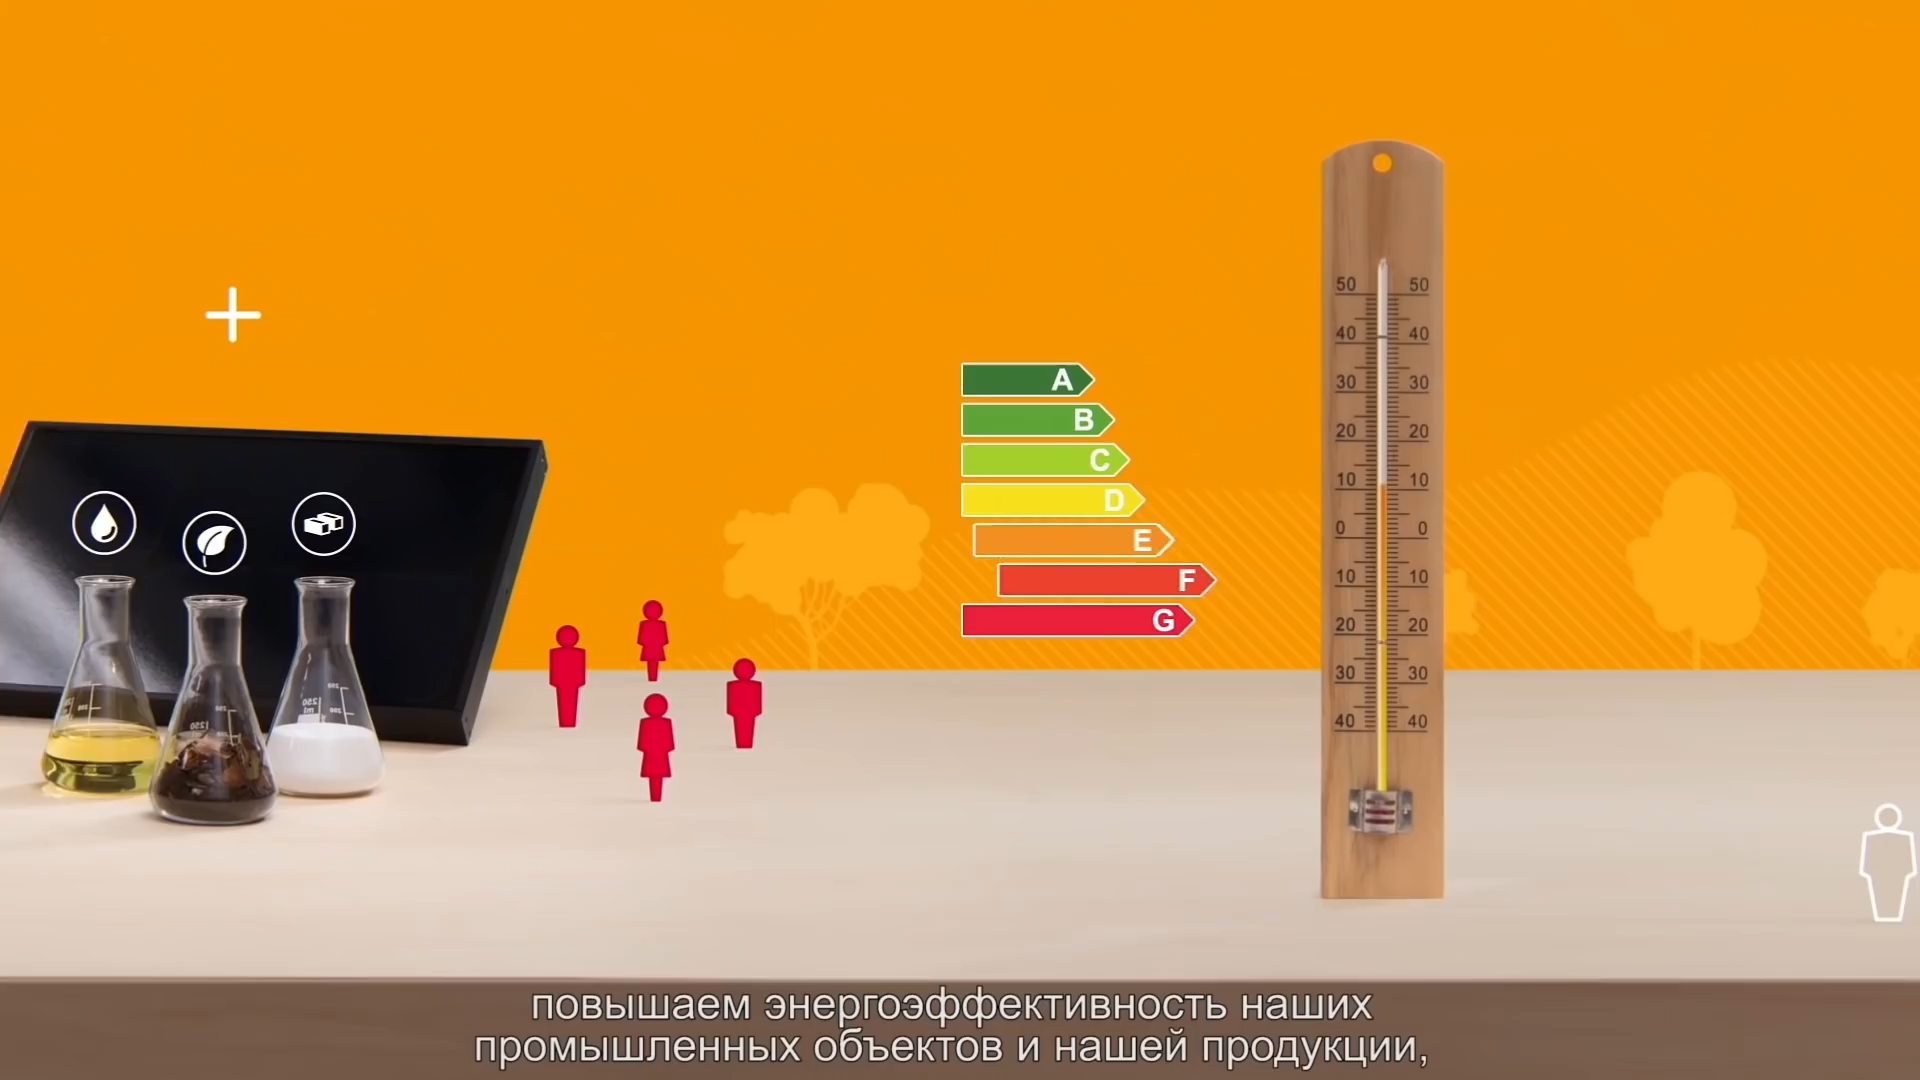 A
B
C
D
E
F
G
50 50
40 40
30 30
20 20
10 10
0 0
10 10
20 20
30 30
40 40
повышаем энергоэффективность наших
промышленных объектов и нашей продукции,